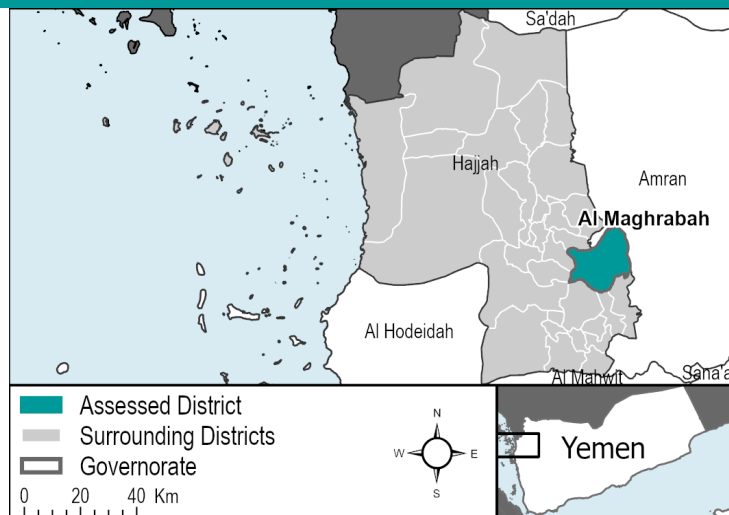 Sa'dah
Hajjah
Amran
Al Maghrabah
Al Hodeidah
Al Mahwit
Sana'a
Assessed District
Surrounding Districts
Governorate
0 20 40 Km
N
W E
S
Yemen